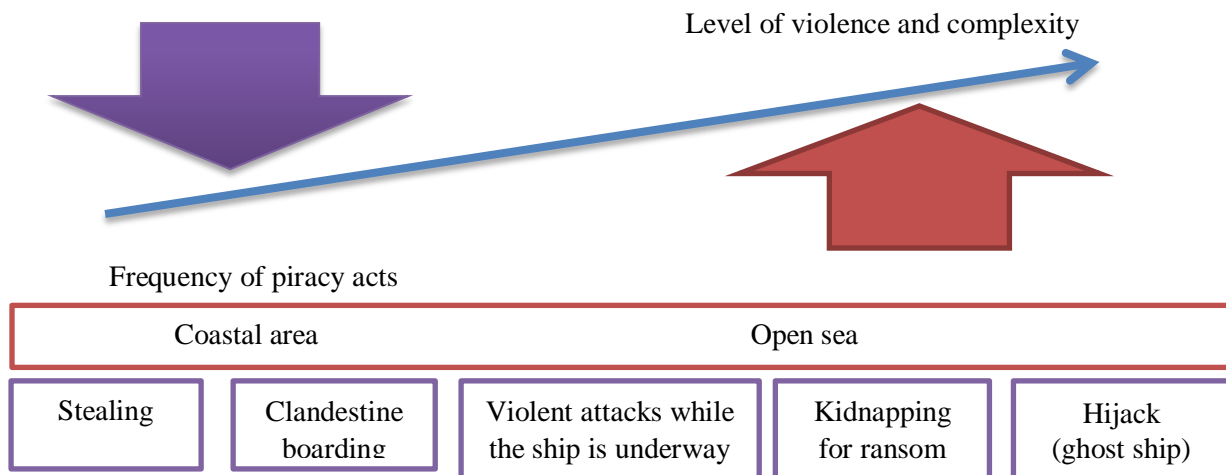 Level of violence and complexity
Frequency of piracy acts
Coastal area
Open sea
Stealing
Clandestine
boarding
Violent attacks while
the ship is underway
Kidnapping
for ransom
Hijack
(ghost ship)